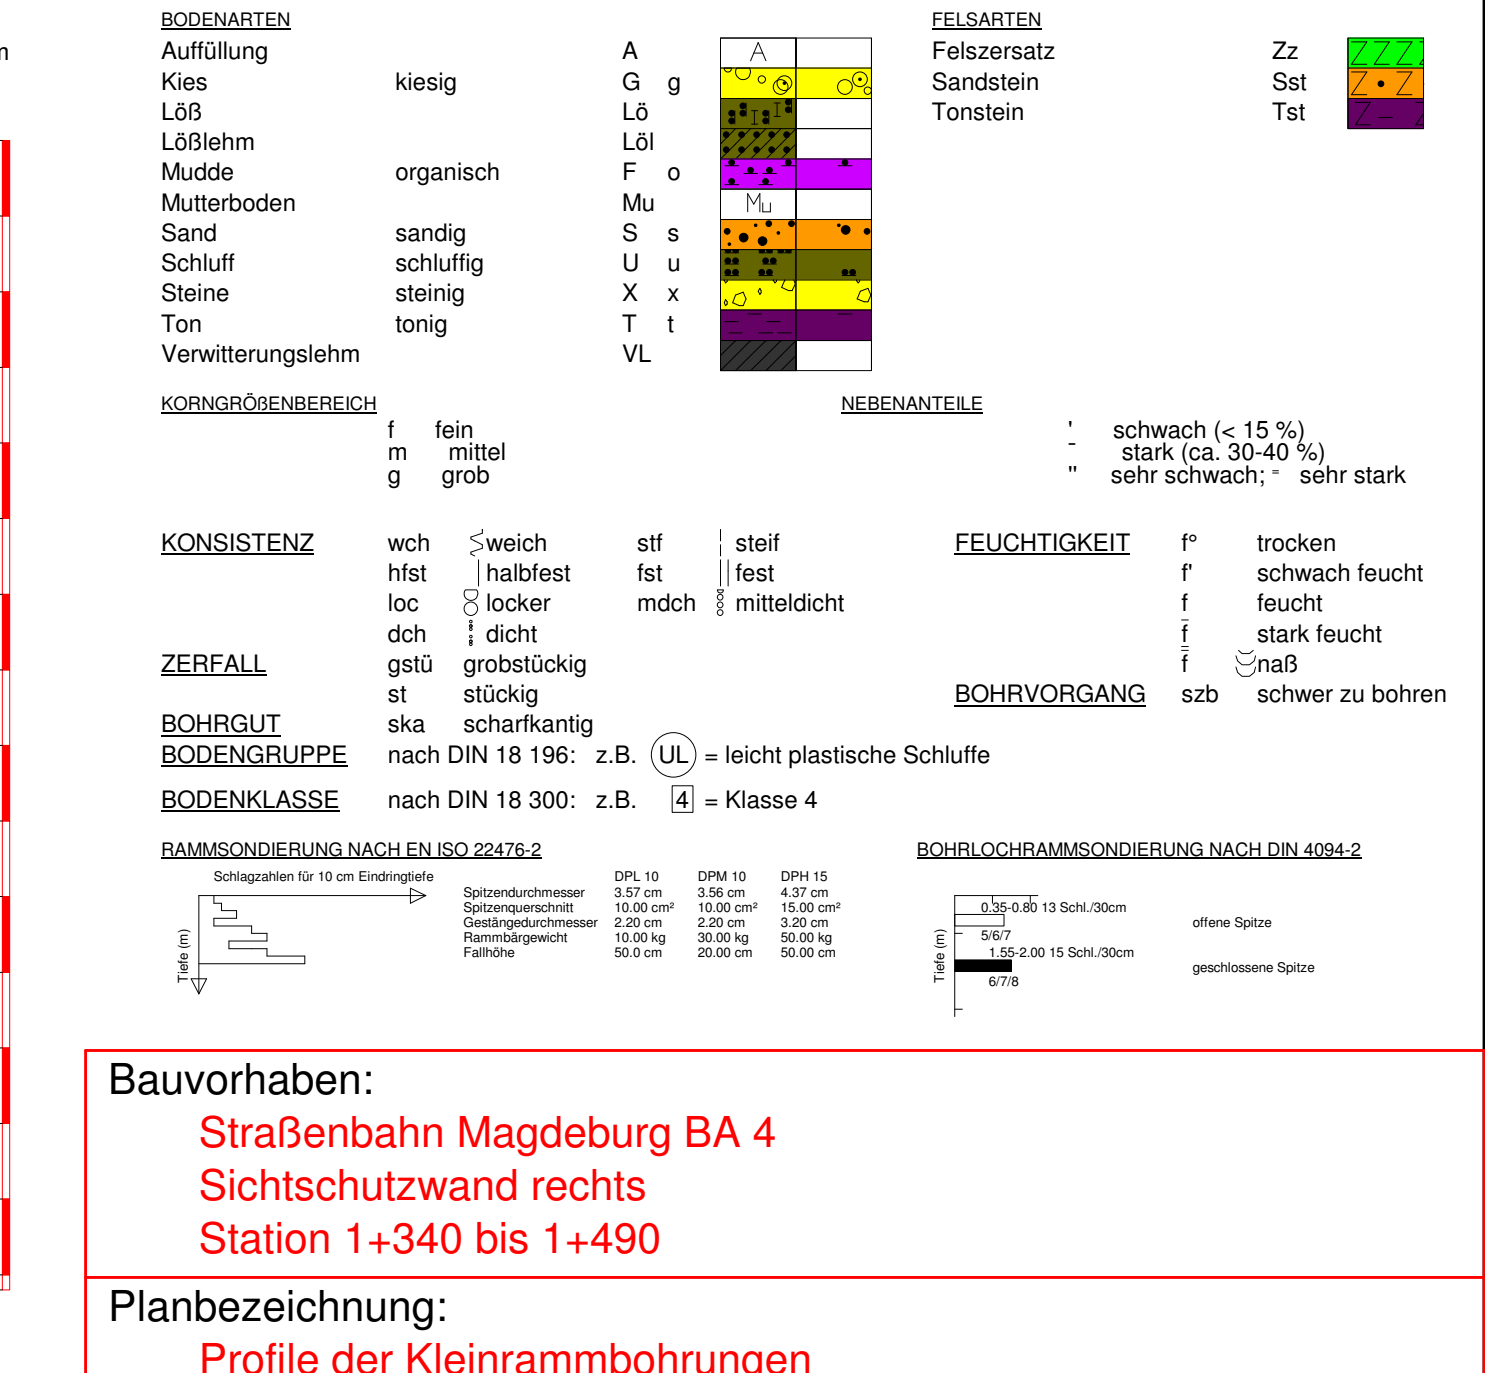 BODENARTEN
Auffüllung A A
Kies kiesig G g
Löß Lö
Lößlehm Löl
Mudde organisch F o
Mutterboden Mu Mu
Sand sandig S s
Schluff schluffig U u
Steine steinig X x
Ton tonig T t
Verwitterungslehm VL
FELSARTEN
Felszersatz Zz
Sandstein Sst
Tonstein Tst
KORNGRÖßENBEREICH
f fein
m mittel
g grob
NEBENANTEILE
' schwach (< 15 %)
- stark (ca. 30-40 %)
" sehr schwach; = sehr stark
KONSISTENZ wch weich stf steif
hfst halbfest fst fest
loc locker mdch mitteldicht
dch dicht
ZERFALL gstü grobstückig
st stückig
BOHRGUT ska scharfkantig
FEUCHTIGKEIT f° trocken
f' schwach feucht
f feucht
f̄ stark feucht
f̿ naß
BOHRVORGANG szb schwer zu bohren
BODENGRUPPE nach DIN 18 196: z.B. UL = leicht plastische Schluffe
BODENKLASSE nach DIN 18 300: z.B. 4 = Klasse 4
RAMMSONDIERUNG NACH EN ISO 22476-2
Schlagzahlen für 10 cm Eindringtiefe
Tiefe (m)
DPL 10 DPM 10 DPH 15
Spitzendurchmesser 3.57 cm 3.56 cm 4.37 cm
Spitzenquerschnitt 10.00 cm² 10.00 cm² 15.00 cm²
Gestängedurchmesser 2.20 cm 2.20 cm 3.20 cm
Rammbärgewicht 10.00 kg 30.00 kg 50.00 kg
Fallhöhe 50.0 cm 20.00 cm 50.00 cm
BOHRLOCHRAMMSONDIERUNG NACH DIN 4094-2
Tiefe (m)
0.35-0.80 13 Schl./30cm
offene Spitze
5/6/7
1.55-2.00 15 Schl./30cm
geschlossene Spitze
6/7/8
Bauvorhaben:
Straßenbahn Magdeburg BA 4
Sichtschutzwand rechts
Station 1+340 bis 1+490
Planbezeichnung:
Profile der Kleinrammbohrungen